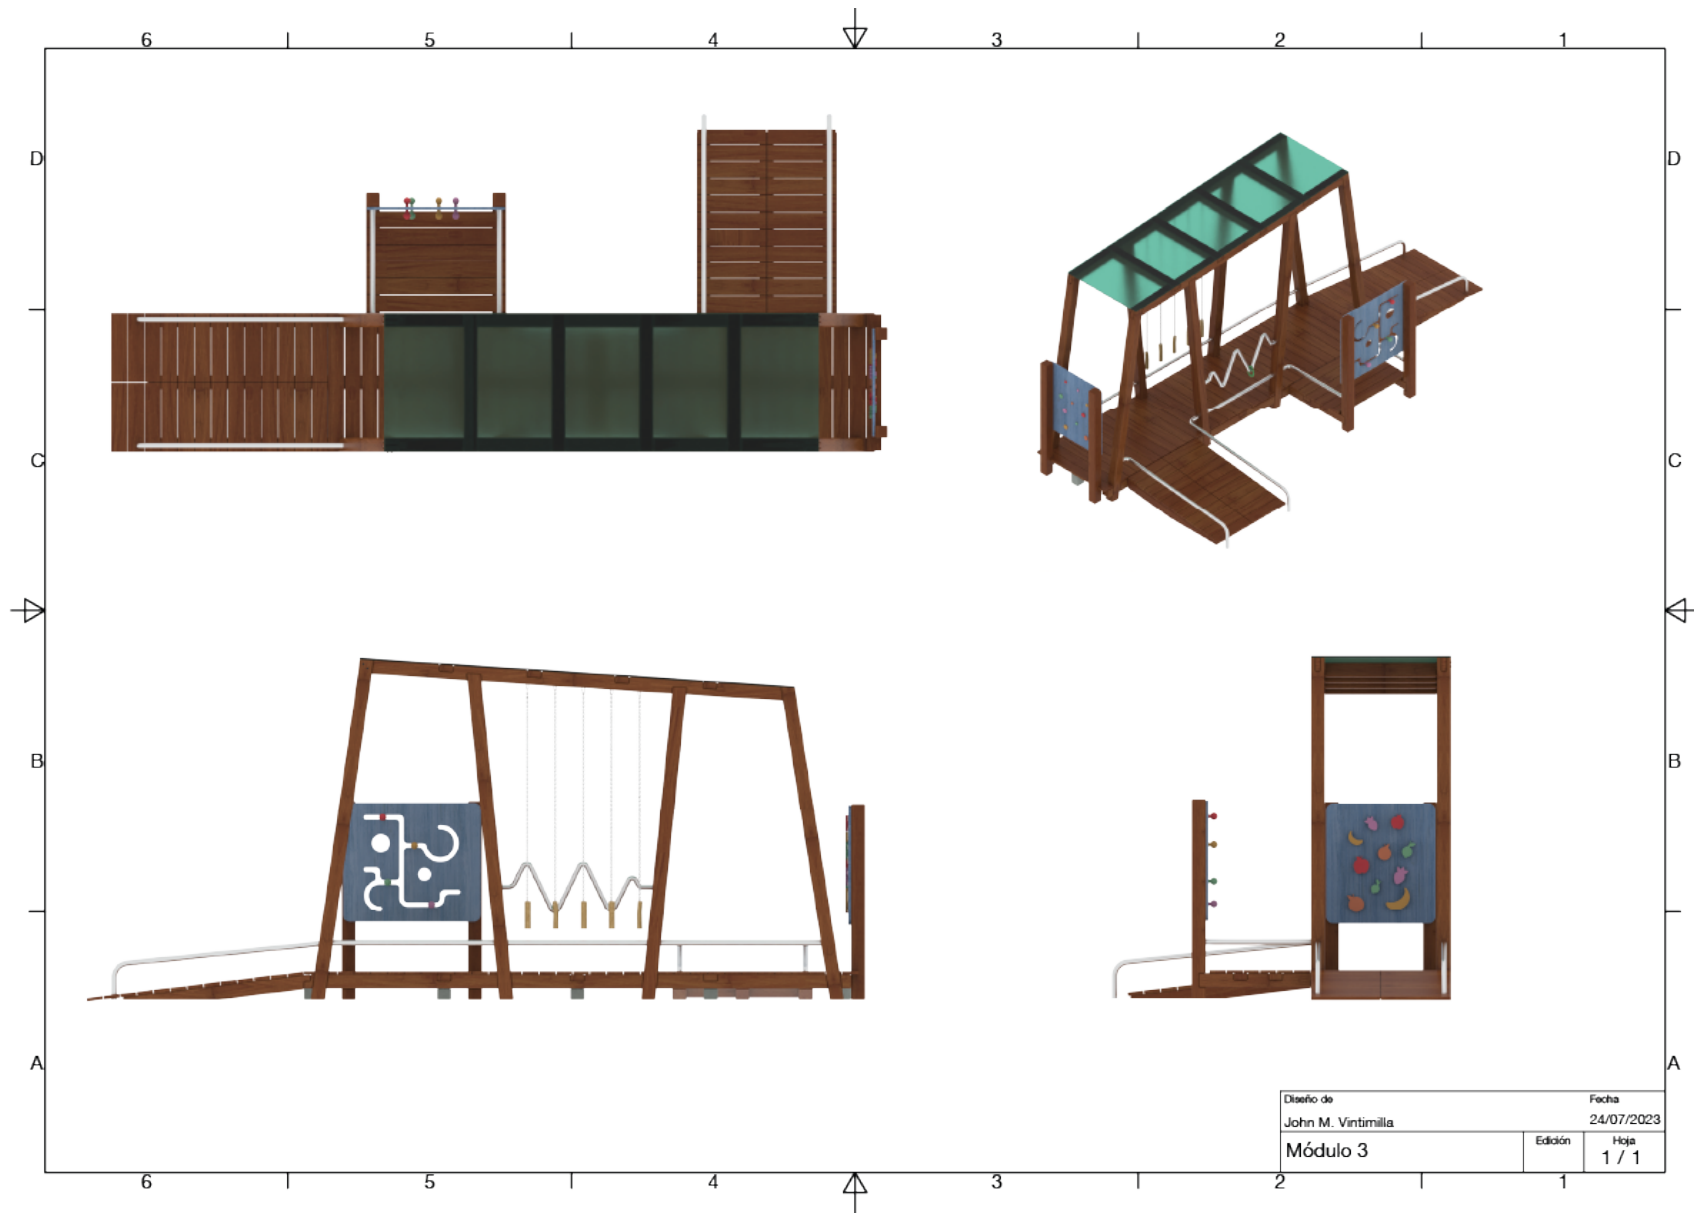 6 5 4 3 2 1
D D
C C
B B
A A
Diseño de Fecha
John M. Vintimilla 24/07/2023
Módulo 3 Edición Hoja
1 / 1
6 5 4 3 2 1